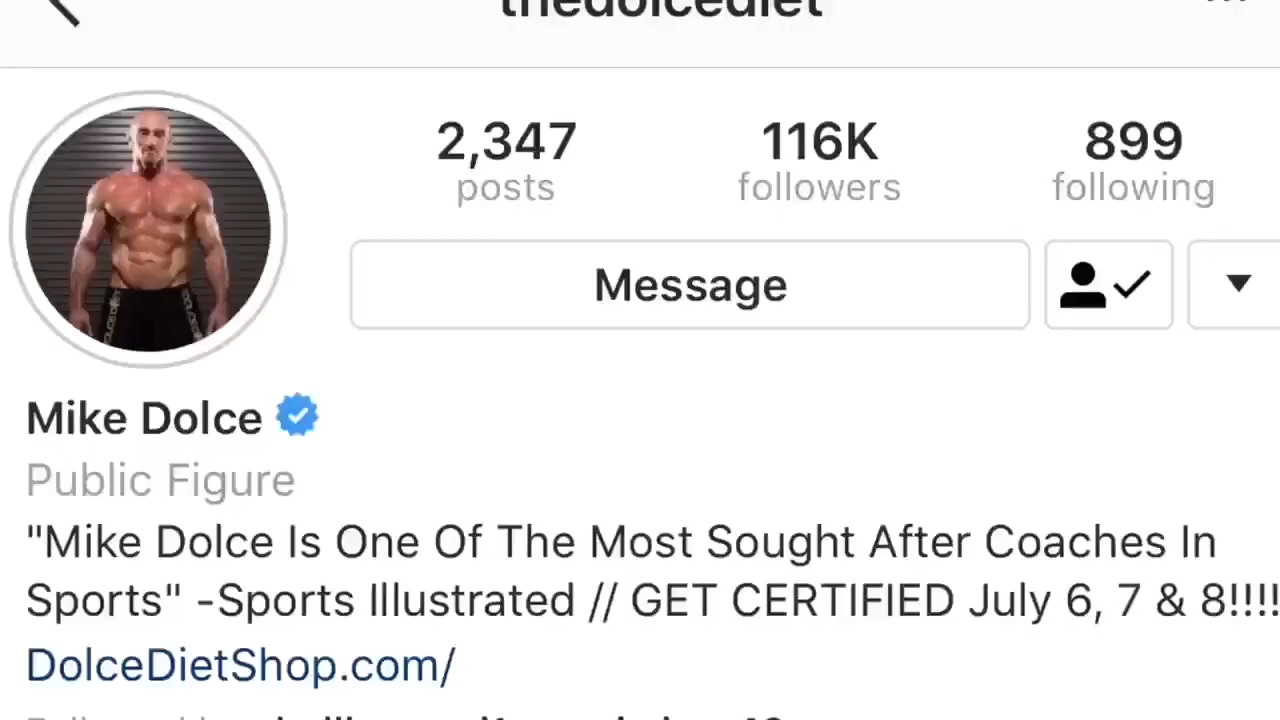 thedolcediet
2,347 116K 899
posts followers following
Message
Mike Dolce
Public Figure
"Mike Dolce Is One Of The Most Sought After Coaches In
Sports" -Sports Illustrated // GET CERTIFIED July 6, 7 & 8!!!!
DolceDietShop.com/